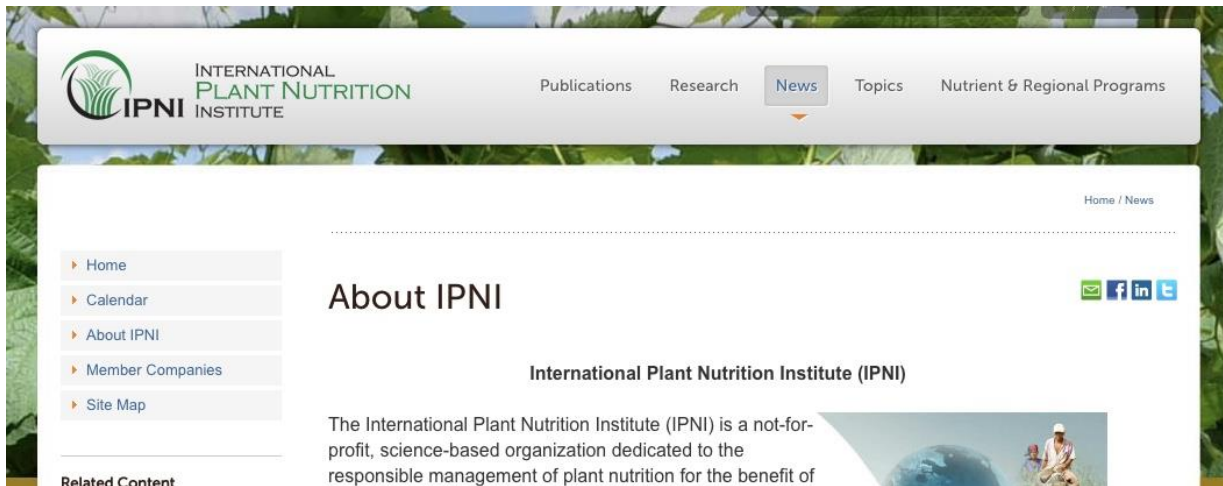 IPNI
INTERNATIONAL
PLANT NUTRITION
INSTITUTE
Publications
Research
News
Topics
Nutrient & Regional Programs
Home / News
Home
Calendar
About IPNI
Member Companies
Site Map
Related Content
About IPNI
International Plant Nutrition Institute (IPNI)
The International Plant Nutrition Institute (IPNI) is a not-for-
profit, science-based organization dedicated to the
responsible management of plant nutrition for the benefit of